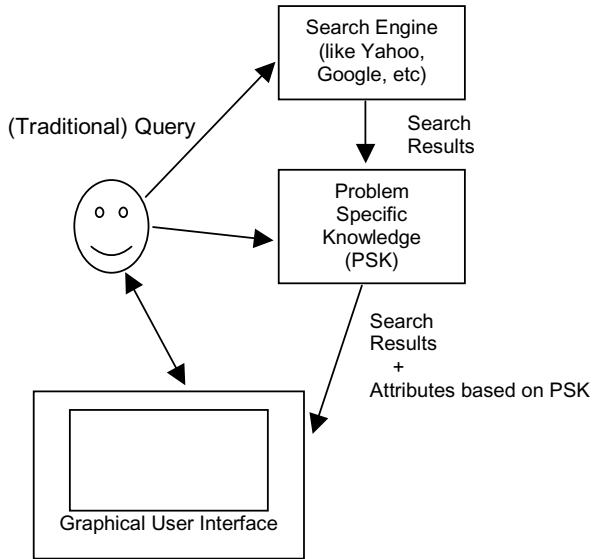 Search Engine
(like Yahoo,
Google, etc)
(Traditional) Query
Search
Results
Problem
Specific
Knowledge
(PSK)
Search
Results
+
Attributes based on PSK
Graphical User Interface